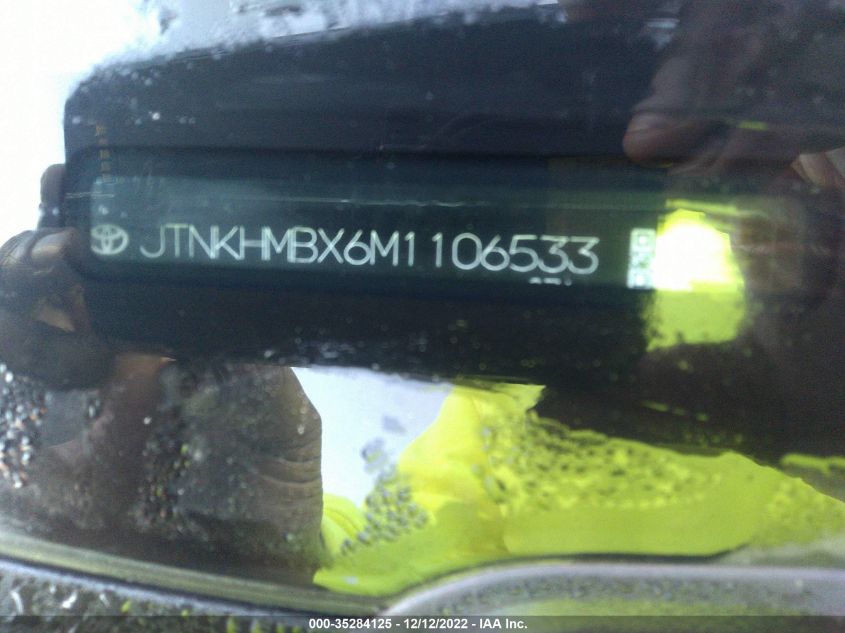 JTNKHMBX6M1106533
000-35284125 - 12/12/2022 - IAA Inc.